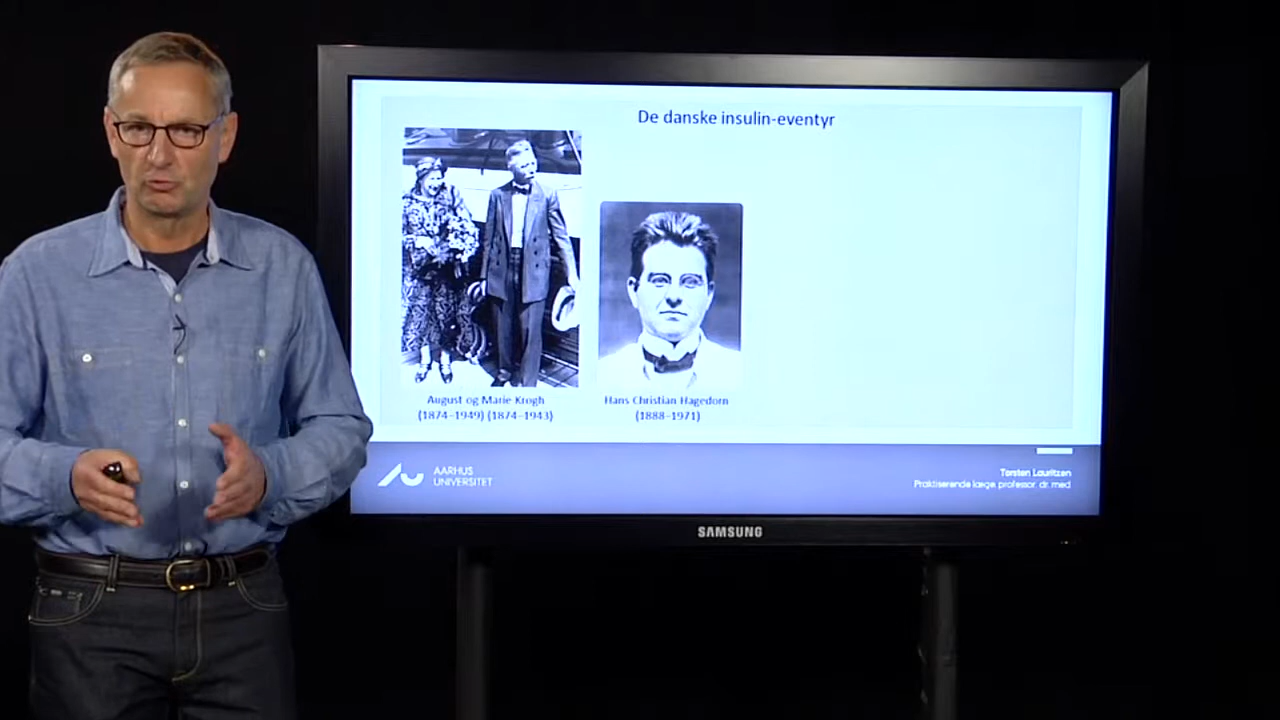 De danske insulin-eventyr
August og Marie Krogh
(1874-1949) (1874-1943)
Hans Christian Hagedorn
(1888-1971)
AARHUS
UNIVERSITET
Torsten Lauritzen
Praktiserende læge, professor, dr. med.
SAMSUNG